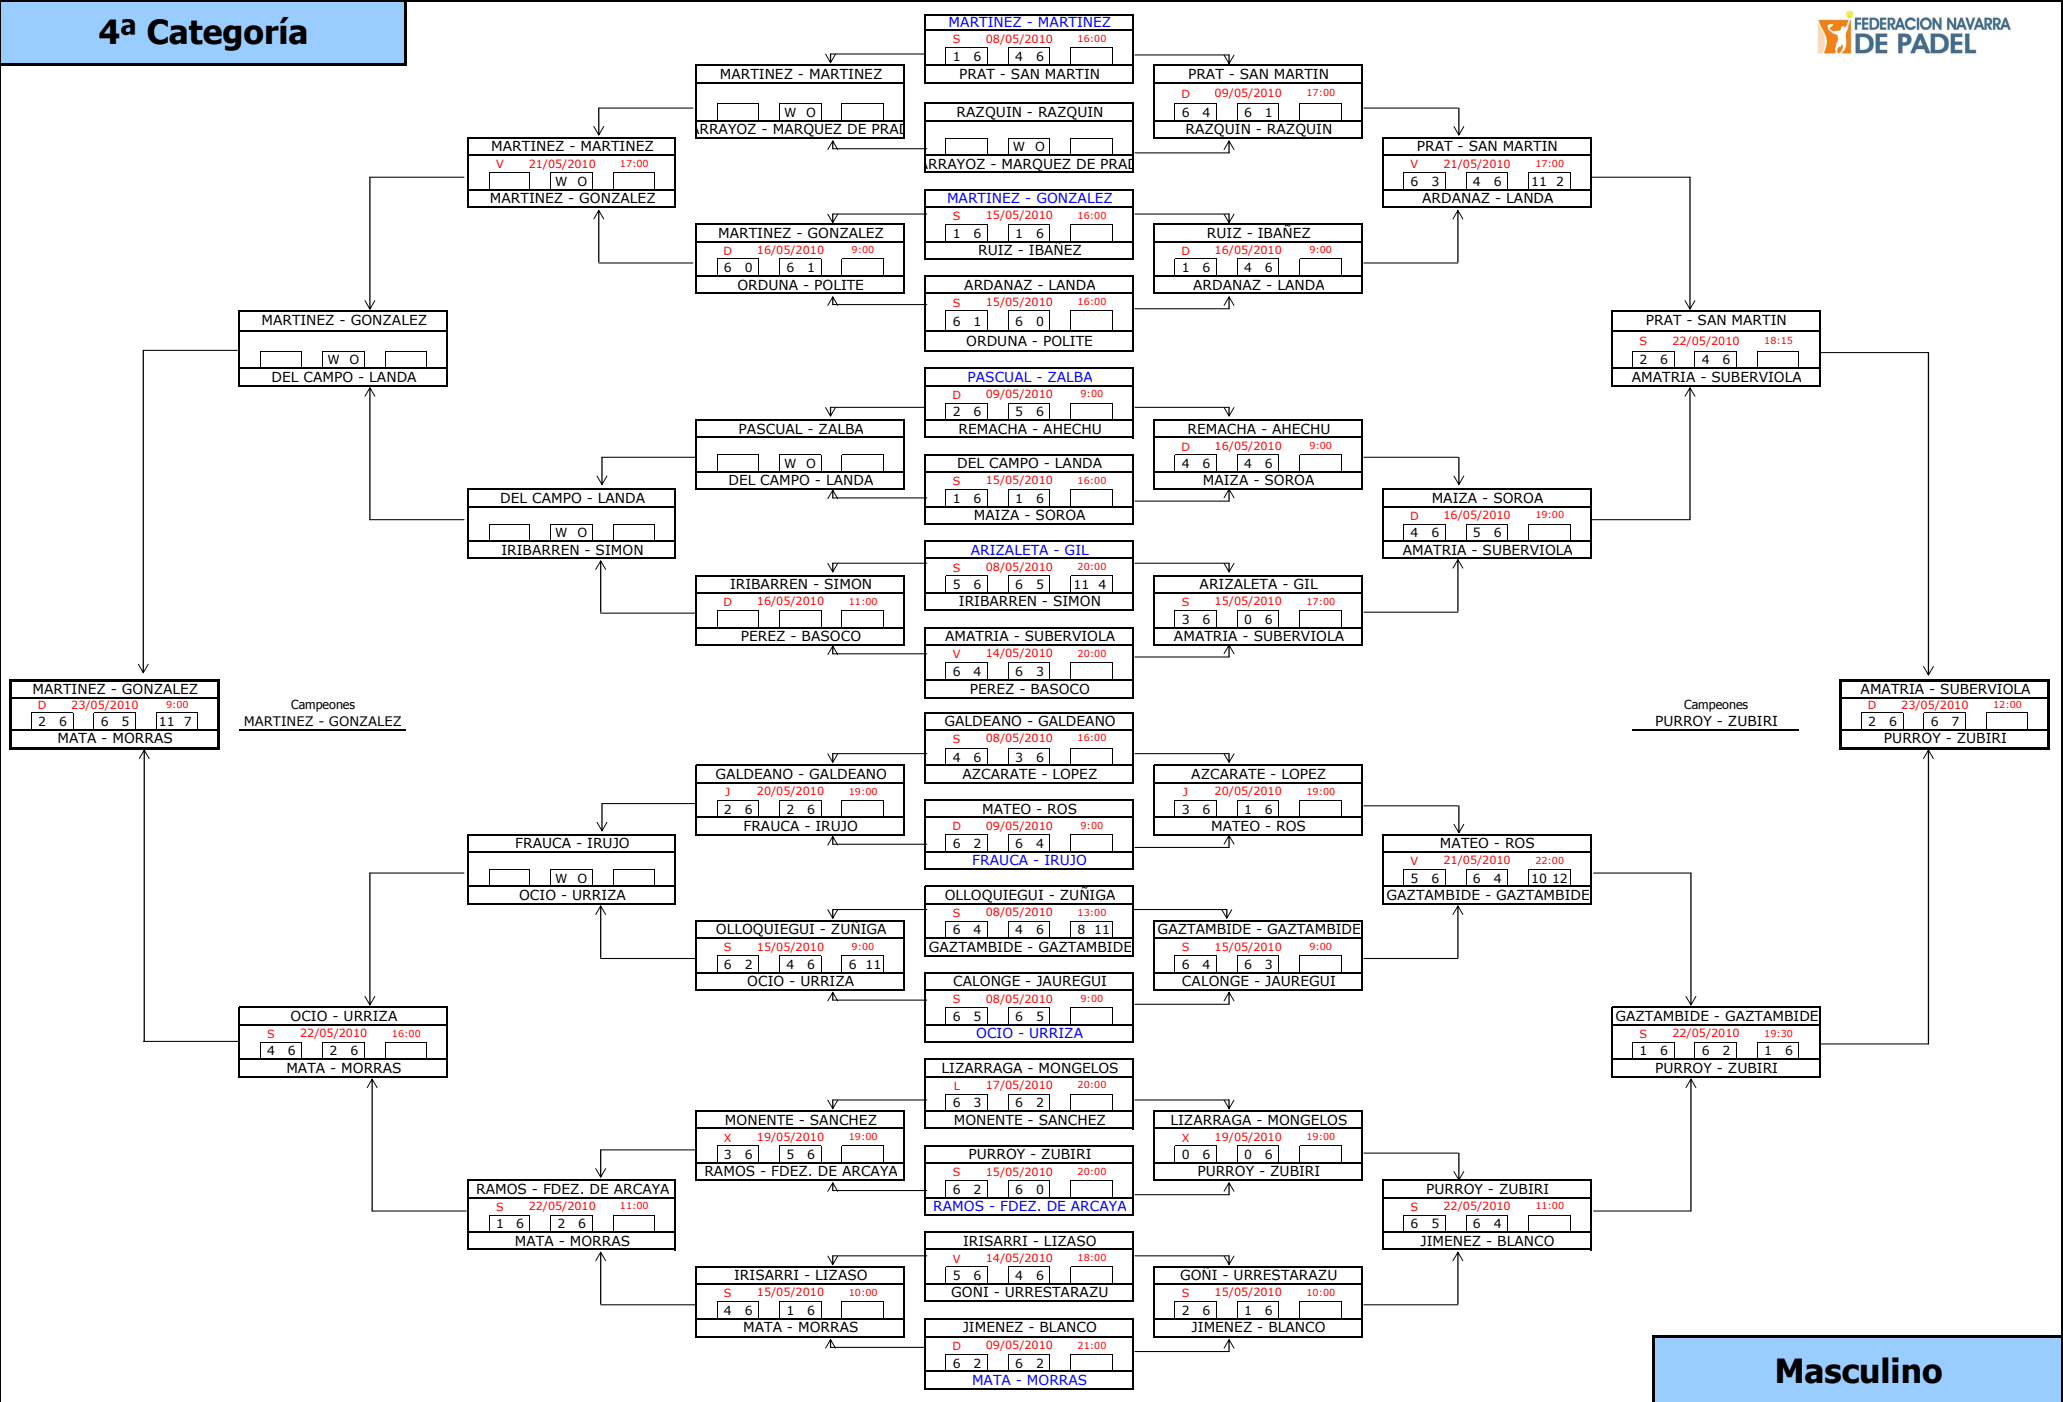 4ª Categoría
FEDERACION NAVARRA
DE PADEL
MARTINEZ - GONZALEZ
D 23/05/2010 9:00
2 6 6 5 11 7
MATA - MORRAS
Campeones
MARTINEZ - GONZALEZ
MARTINEZ - GONZALEZ
W O
DEL CAMPO - LANDA
OCIO - URRIZA
S 22/05/2010 16:00
4 6 2 6
MATA - MORRAS
MARTINEZ - MARTINEZ
V 21/05/2010 17:00
W O
MARTINEZ - GONZALEZ
DEL CAMPO - LANDA
W O
IRIBARREN - SIMON
FRAUCA - IRUJO
W O
OCIO - URRIZA
RAMOS - FDEZ. DE ARCAYA
S 22/05/2010 11:00
1 6 2 6
MATA - MORRAS
MARTINEZ - MARTINEZ
W O
ARRAYOZ - MARQUEZ DE PRAD
MARTINEZ - GONZALEZ
D 16/05/2010 9:00
6 0 6 1
ORDUNA - POLITE
PASCUAL - ZALBA
W O
DEL CAMPO - LANDA
IRIBARREN - SIMON
D 16/05/2010 11:00
PEREZ - BASOCO
GALDEANO - GALDEANO
J 20/05/2010 19:00
2 6 2 6
FRAUCA - IRUJO
OLLOQUIEGUI - ZUÑIGA
S 15/05/2010 9:00
6 2 4 6 6 11
OCIO - URRIZA
MONENTE - SANCHEZ
X 19/05/2010 19:00
3 6 5 6
RAMOS - FDEZ. DE ARCAYA
IRISARRI - LIZASO
S 15/05/2010 10:00
4 6 1 6
MATA - MORRAS
MARTINEZ - MARTINEZ
S 08/05/2010 16:00
1 6 4 6
PRAT - SAN MARTIN
RAZQUIN - RAZQUIN
W O
ARRAYOZ - MARQUEZ DE PRAD
MARTINEZ - GONZALEZ
S 15/05/2010 16:00
1 6 1 6
RUIZ - IBAÑEZ
ARDANAZ - LANDA
S 15/05/2010 16:00
6 1 6 0
ORDUNA - POLITE
PASCUAL - ZALBA
D 09/05/2010 9:00
2 6 5 6
REMACHA - AHECHU
DEL CAMPO - LANDA
S 15/05/2010 16:00
1 6 1 6
MAIZA - SOROA
ARIZALETA - GIL
S 08/05/2010 20:00
5 6 6 5 11 4
IRIBARREN - SIMON
AMATRIA - SUBERVIOLA
V 14/05/2010 20:00
6 4 6 3
PEREZ - BASOCO
GALDEANO - GALDEANO
S 08/05/2010 16:00
4 6 3 6
AZCARATE - LOPEZ
MATEO - ROS
D 09/05/2010 9:00
6 2 6 4
FRAUCA - IRUJO
OLLOQUIEGUI - ZUÑIGA
S 08/05/2010 13:00
6 4 4 6 8 11
GAZTAMBIDE - GAZTAMBIDE
CALONGE - JAUREGUI
S 08/05/2010 9:00
6 5 6 5
OCIO - URRIZA
LIZARRAGA - MONGELOS
L 17/05/2010 20:00
6 3 6 2
MONENTE - SANCHEZ
PURROY - ZUBIRI
S 15/05/2010 20:00
6 2 6 0
RAMOS - FDEZ. DE ARCAYA
IRISARRI - LIZASO
V 14/05/2010 18:00
5 6 4 6
GOÑI - URRESTARAZU
JIMENEZ - BLANCO
D 09/05/2010 21:00
6 2 6 2
MATA - MORRAS
PRAT - SAN MARTIN
D 09/05/2010 17:00
6 4 6 1
RAZQUIN - RAZQUIN
RUIZ - IBAÑEZ
D 16/05/2010 9:00
1 6 4 6
ARDANAZ - LANDA
REMACHA - AHECHU
D 16/05/2010 9:00
4 6 4 6
MAIZA - SOROA
ARIZALETA - GIL
S 15/05/2010 17:00
3 6 0 6
AMATRIA - SUBERVIOLA
AZCARATE - LOPEZ
J 20/05/2010 19:00
3 6 1 6
MATEO - ROS
GAZTAMBIDE - GAZTAMBIDE
S 15/05/2010 9:00
6 4 6 3
CALONGE - JAUREGUI
LIZARRAGA - MONGELOS
X 19/05/2010 19:00
0 6 0 6
PURROY - ZUBIRI
GOÑI - URRESTARAZU
S 15/05/2010 10:00
2 6 1 6
JIMENEZ - BLANCO
PRAT - SAN MARTIN
V 21/05/2010 17:00
6 3 4 6 11 2
ARDANAZ - LANDA
MAIZA - SOROA
D 16/05/2010 19:00
4 6 5 6
AMATRIA - SUBERVIOLA
MATEO - ROS
V 21/05/2010 22:00
5 6 6 4 10 12
GAZTAMBIDE - GAZTAMBIDE
PURROY - ZUBIRI
S 22/05/2010 11:00
6 5 6 4
JIMENEZ - BLANCO
PRAT - SAN MARTIN
S 22/05/2010 18:15
2 6 4 6
AMATRIA - SUBERVIOLA
GAZTAMBIDE - GAZTAMBIDE
S 22/05/2010 19:30
1 6 6 2 1 6
PURROY - ZUBIRI
Campeones
PURROY - ZUBIRI
AMATRIA - SUBERVIOLA
D 23/05/2010 12:00
2 6 6 7
PURROY - ZUBIRI
Masculino